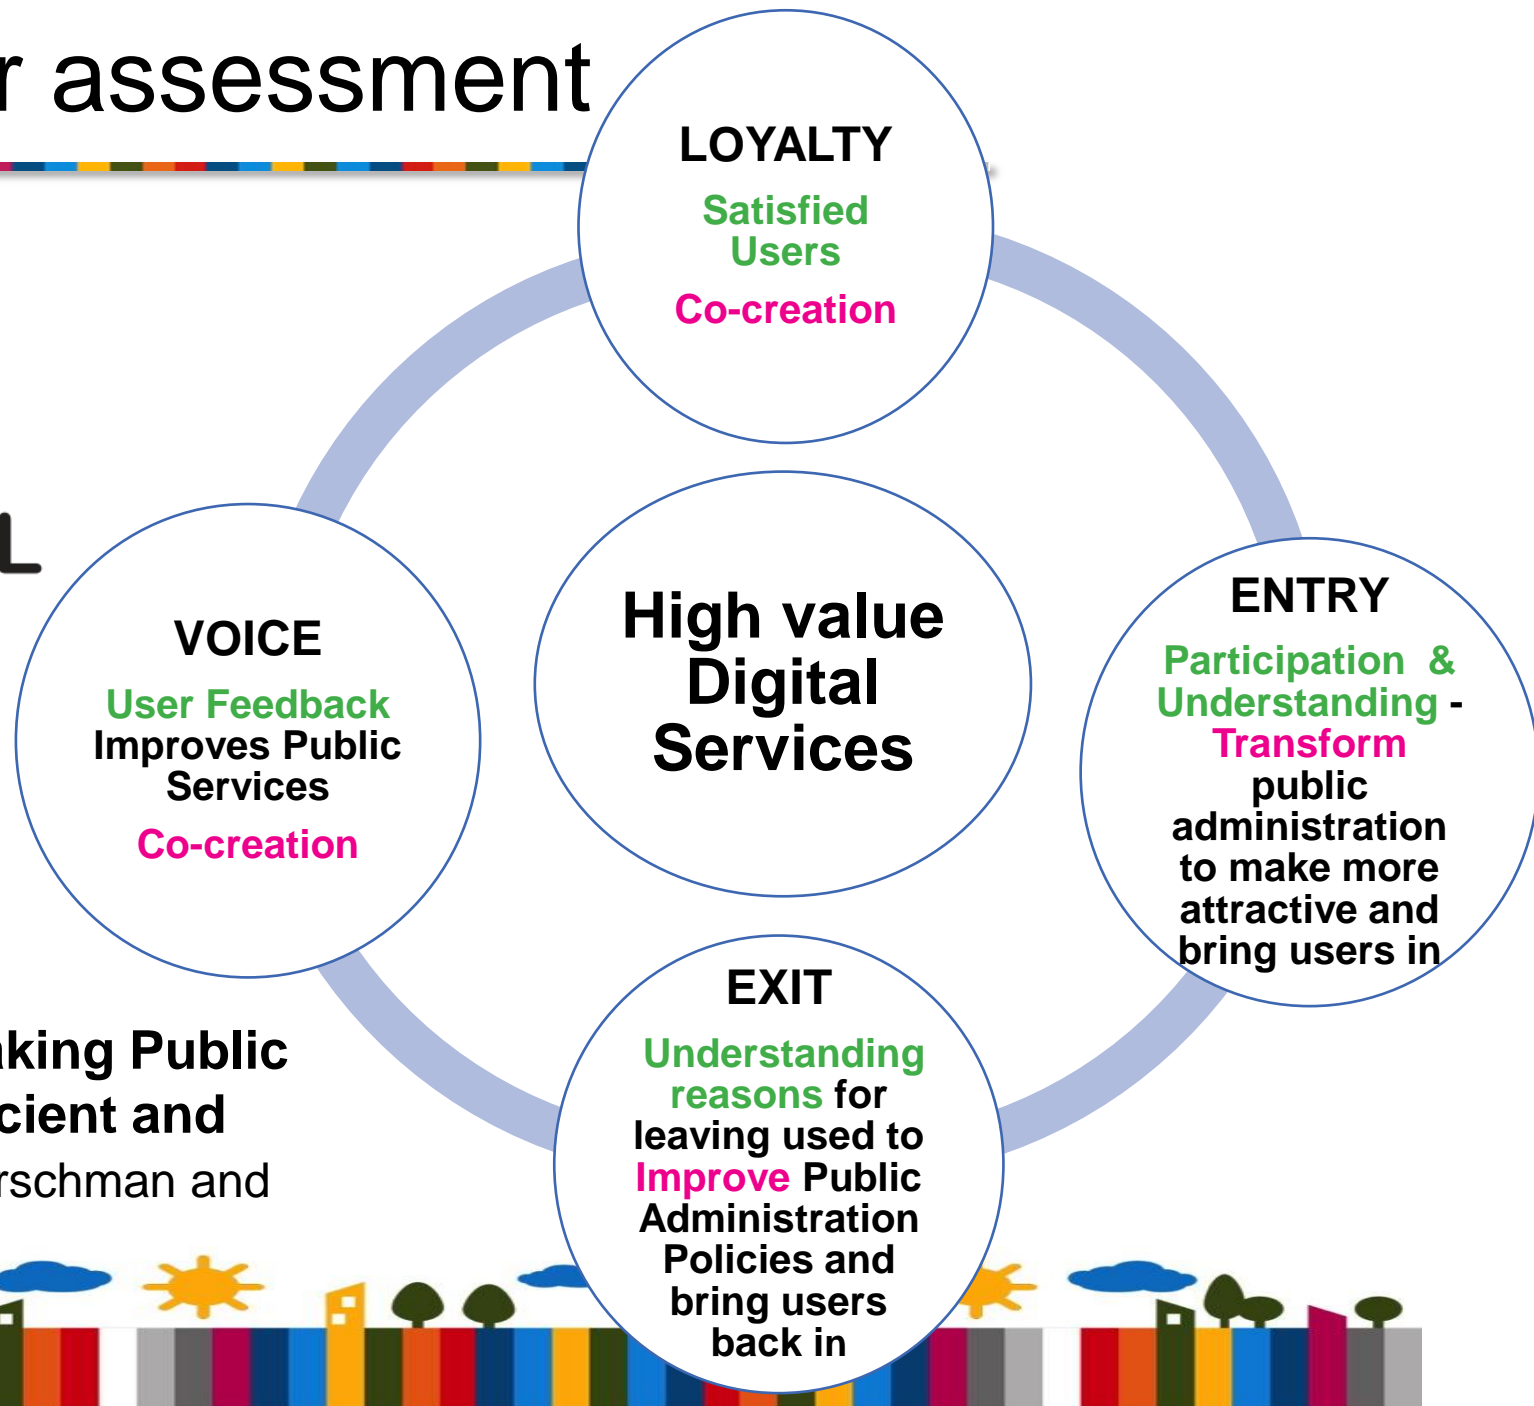 r assessment
LOYALTY
Satisfied
Users
Co-creation
L
VOICE
User Feedback
Improves Public
Services
Co-creation
High value
Digital
Services
ENTRY
Participation &
Understanding -
Transform
public
administration
to make more
attractive and
bring users in
EXIT
Understanding
reasons for
leaving used to
Improve Public
Administration
Policies and
bring users
back in
aking Public
cient and
rschman and